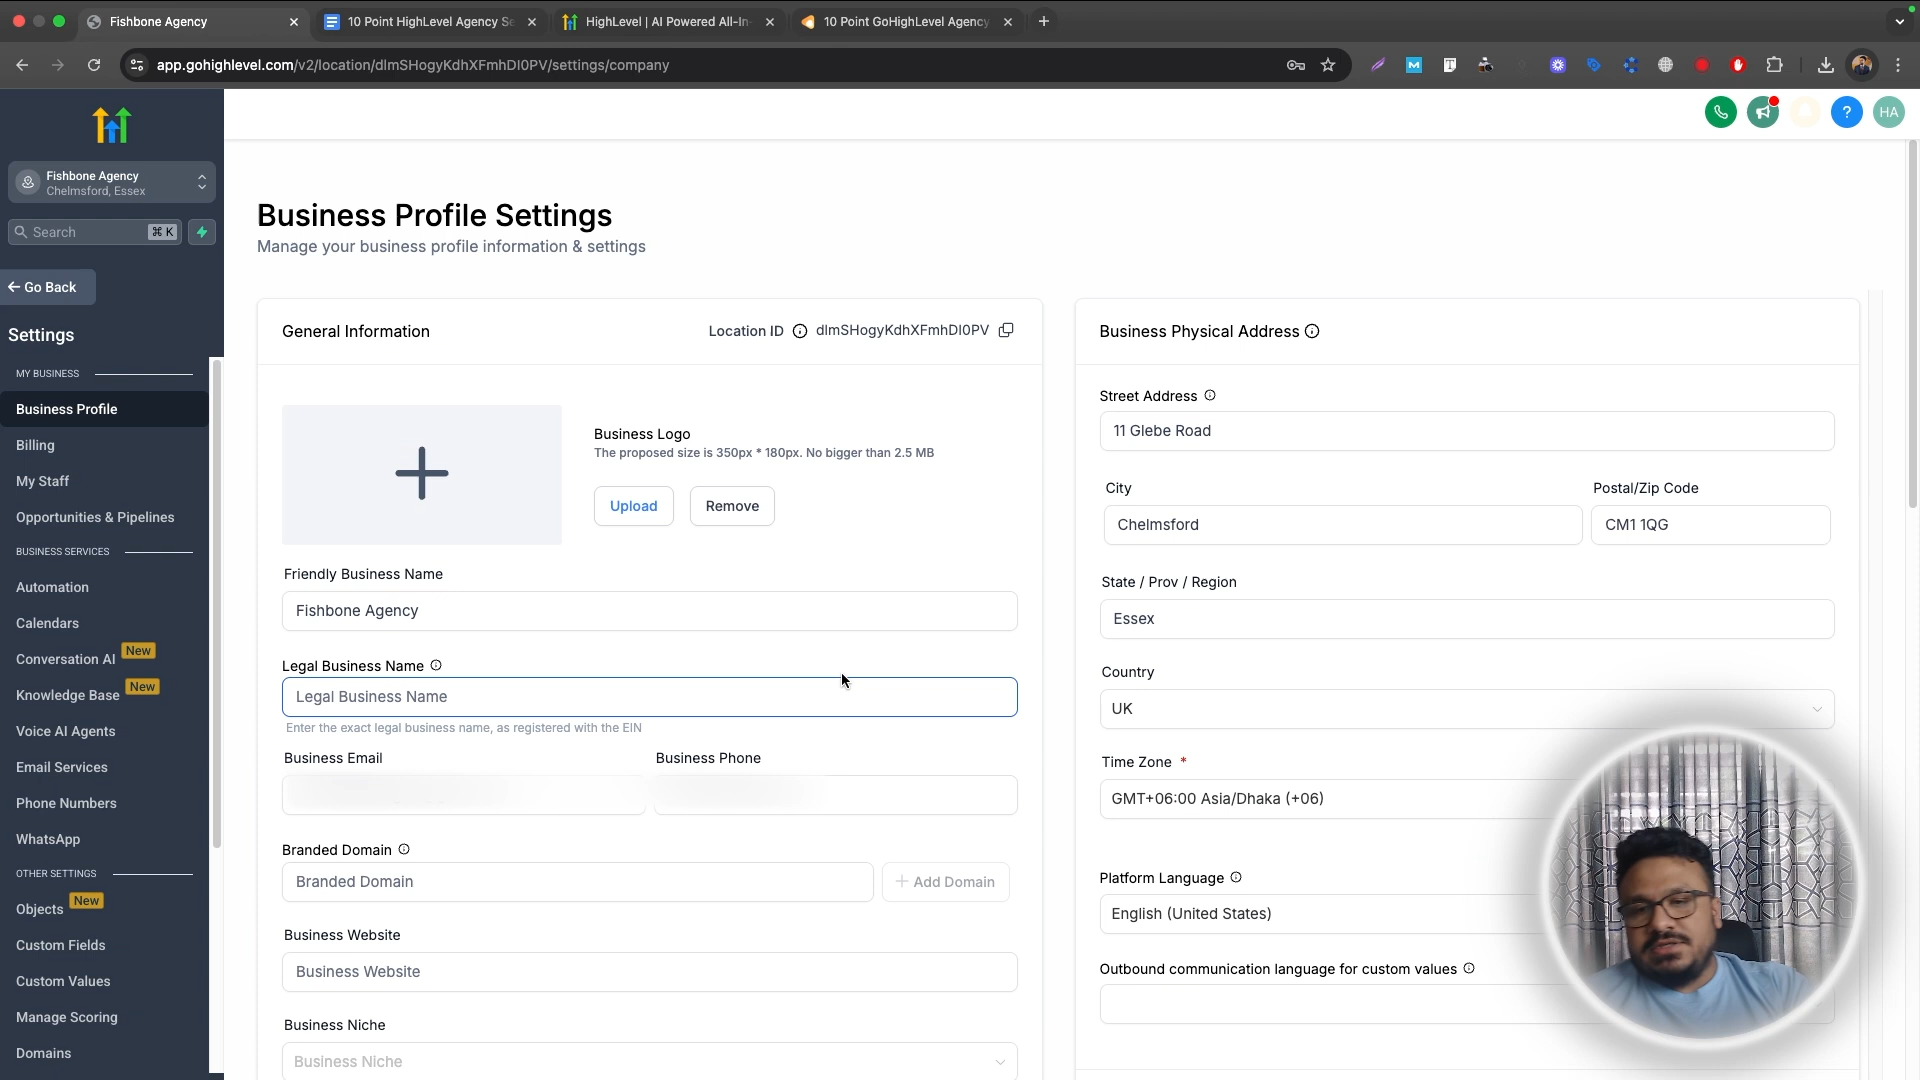 Fishbone Agency
10 Point HighLevel Agency Se
HighLevel | AI Powered All-In-
10 Point GoHighLevel Agency
app.gohighlevel.com/v2/location/dlmSHogyKdhXFmhDI0PV/settings/company
HA
Fishbone Agency
Chelmsford, Essex
Search ⌘ K
Go Back
Settings
MY BUSINESS
Business Profile
Billing
My Staff
Opportunities & Pipelines
BUSINESS SERVICES
Automation
Calendars
Conversation AI New
Knowledge Base New
Voice AI Agents
Email Services
Phone Numbers
WhatsApp
OTHER SETTINGS
Objects New
Custom Fields
Custom Values
Manage Scoring
Domains
Business Profile Settings
Manage your business profile information & settings
General Information
Location ID dlmSHogyKdhXFmhDI0PV
Business Logo
The proposed size is 350px * 180px. No bigger than 2.5 MB
Upload
Remove
Friendly Business Name
Fishbone Agency
Legal Business Name
Legal Business Name
Enter the exact legal business name, as registered with the EIN
Business Email
Business Phone
Branded Domain
Branded Domain
+ Add Domain
Business Website
Business Website
Business Niche
Business Niche
Business Physical Address
Street Address
11 Glebe Road
City
Postal/Zip Code
Chelmsford
CM1 1QG
State / Prov / Region
Essex
Country
UK
Time Zone *
GMT+06:00 Asia/Dhaka (+06)
Platform Language
English (United States)
Outbound communication language for custom values